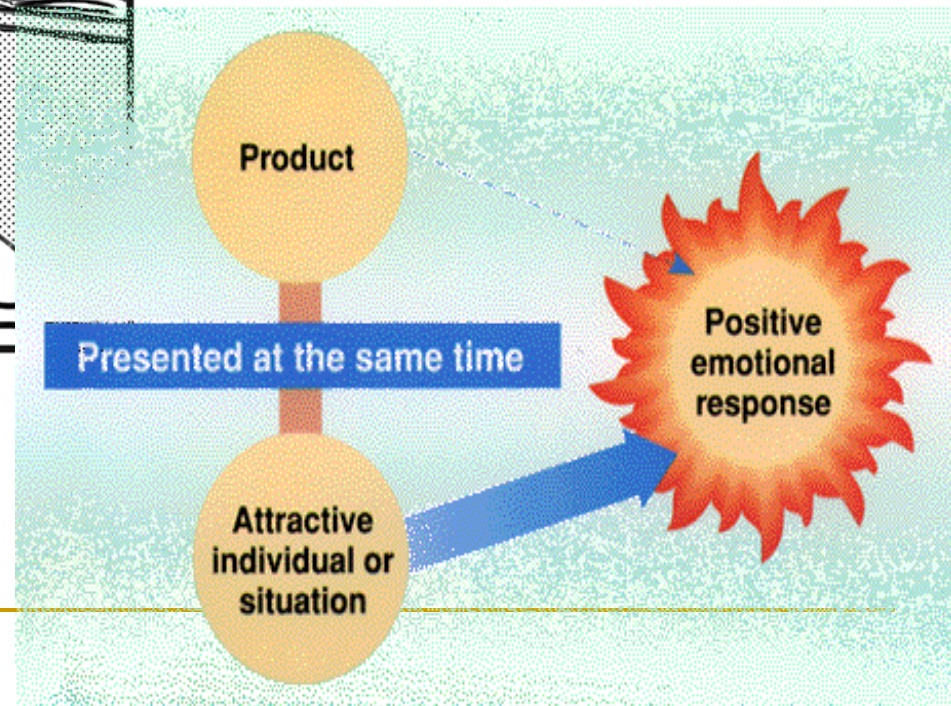 Product
Presented at the same time
Positive
emotional
response
Attractive
individual or
situation